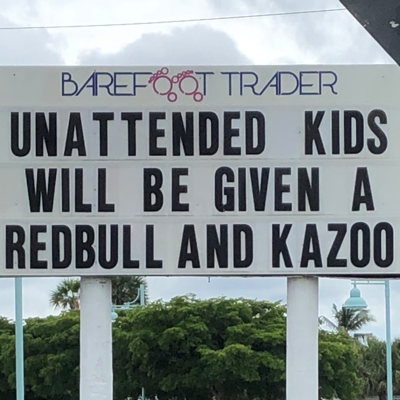 BAREFOOT TRADER
UNATTENDED KIDS
WILL BE GIVEN A
REDBULL AND KAZOO